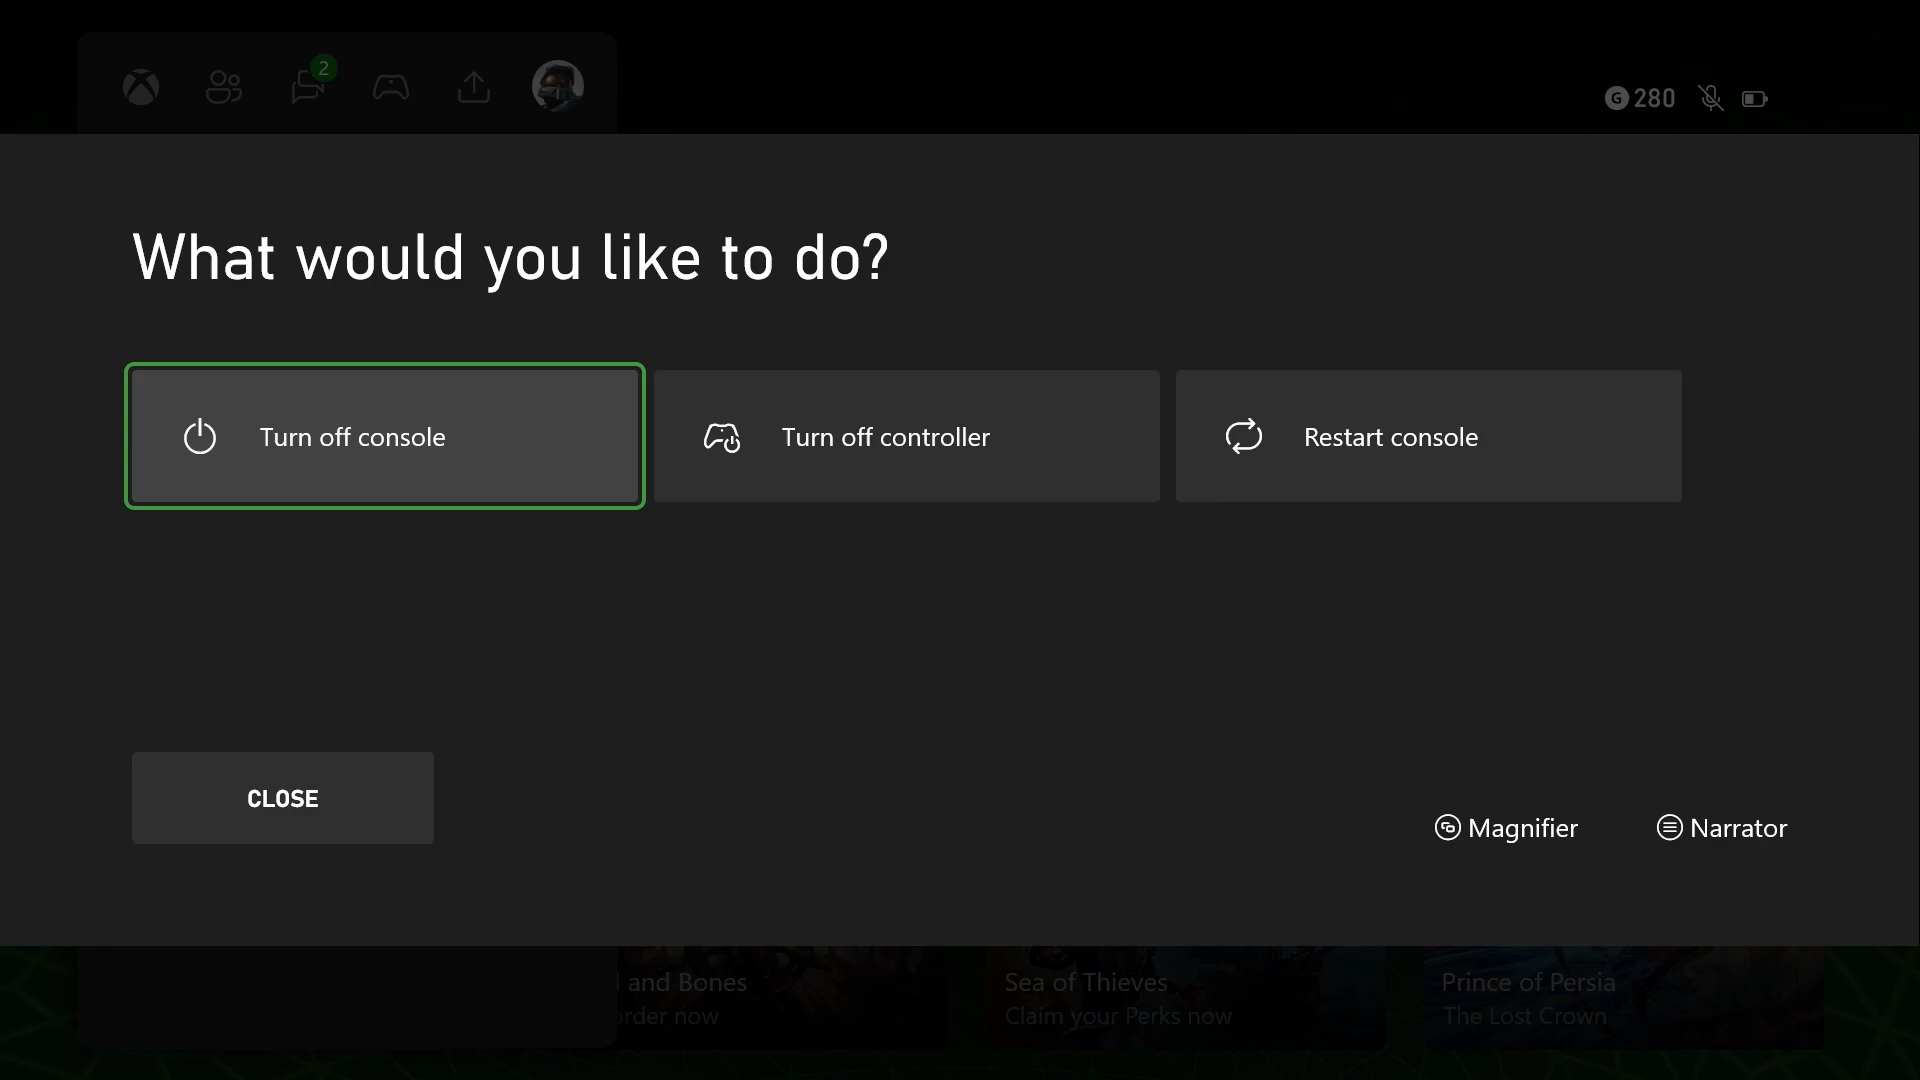 2
280
What would you like to do?
Turn off console
Turn off controller
Restart console
CLOSE
Magnifier
Narrator
and Bones
now
Sea of Thieves
Claim your Perks now
Prince of Persia
The Lost Crown